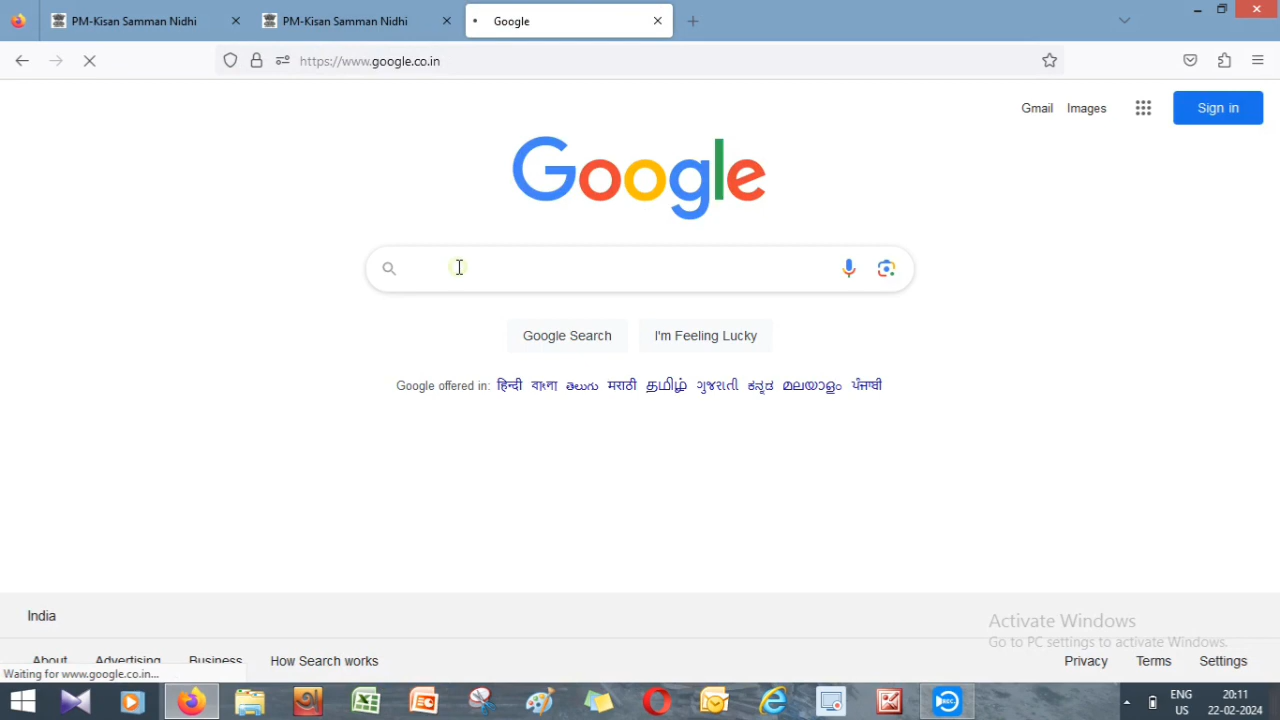 PM-Kisan Samman Nidhi
PM-Kisan Samman Nidhi
Google
https://www.google.co.in
Gmail Images Sign in
Google
Google Search I'm Feeling Lucky
Google offered in: हिन्दी বাংলা తెలుగు मराठी தமிழ் ગુજરાતી ಕನ್ನಡ മലയാളം ਪੰਜਾਬੀ
India
Activate Windows
Go to PC settings to activate Windows.
About Advertising Business How Search works Privacy Terms Settings
Waiting for www.google.co.in...
REC
ENG 20:11
US 22-02-2024